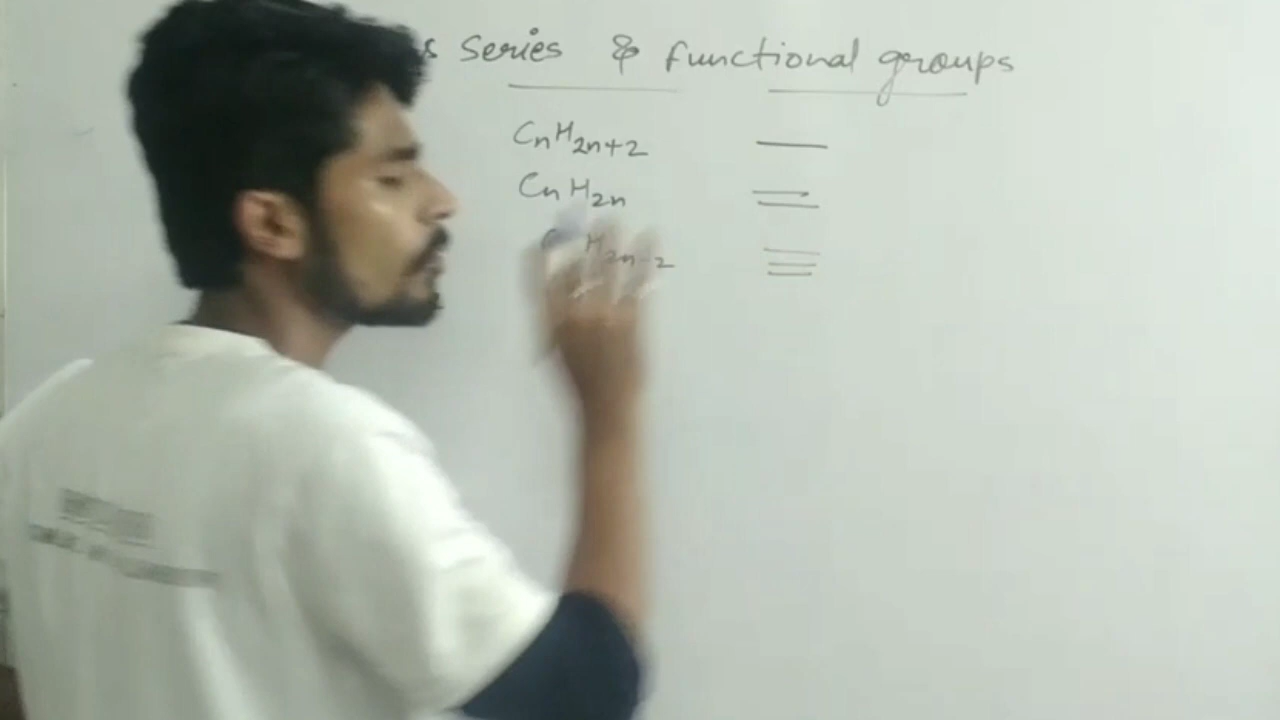 series & functional groups
CnH2n+2 —
CnH2n =
H2n-2 ≡